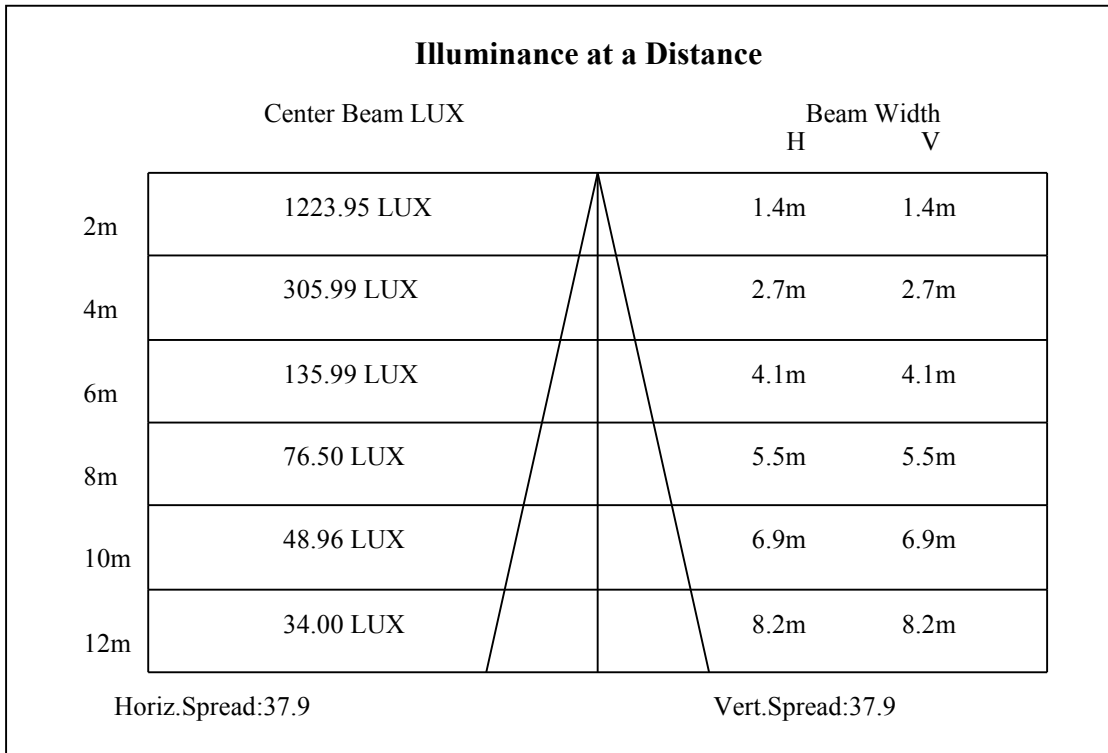 Illuminance at a Distance
Center Beam LUX Beam Width
H V
2m 1223.95 LUX 1.4m 1.4m
4m 305.99 LUX 2.7m 2.7m
6m 135.99 LUX 4.1m 4.1m
8m 76.50 LUX 5.5m 5.5m
10m 48.96 LUX 6.9m 6.9m
12m 34.00 LUX 8.2m 8.2m
Horiz.Spread:37.9 Vert.Spread:37.9